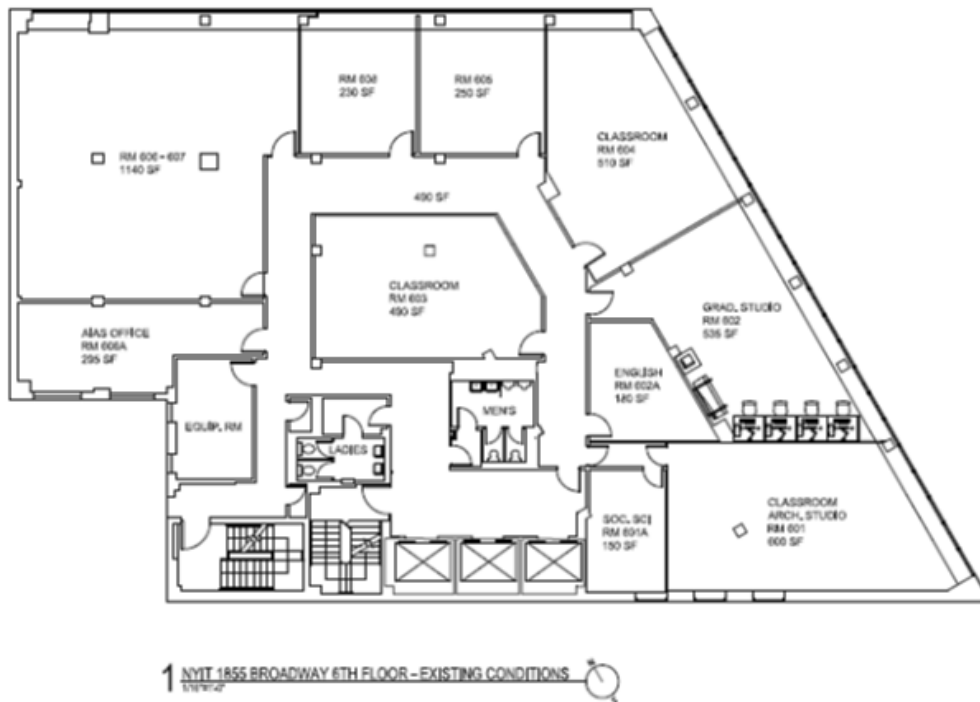 RM 608
230 SF
RM 605
250 SF
CLASSROOM
RM 604
510 SF
RM 606-607
1140 SF
490 SF
CLASSROOM
RM 603
490 SF
GRAD. STUDIO
RM 602
535 SF
AIAS OFFICE
RM 606A
295 SF
ENGLISH
RM 602A
180 SF
MEN'S
EQUIP. RM
LADIES
CLASSROOM
ARCH. STUDIO
RM 601
600 SF
SOC. SCI
RM 601A
150 SF
1 NYIT 1855 BROADWAY 6TH FLOOR - EXISTING CONDITIONS